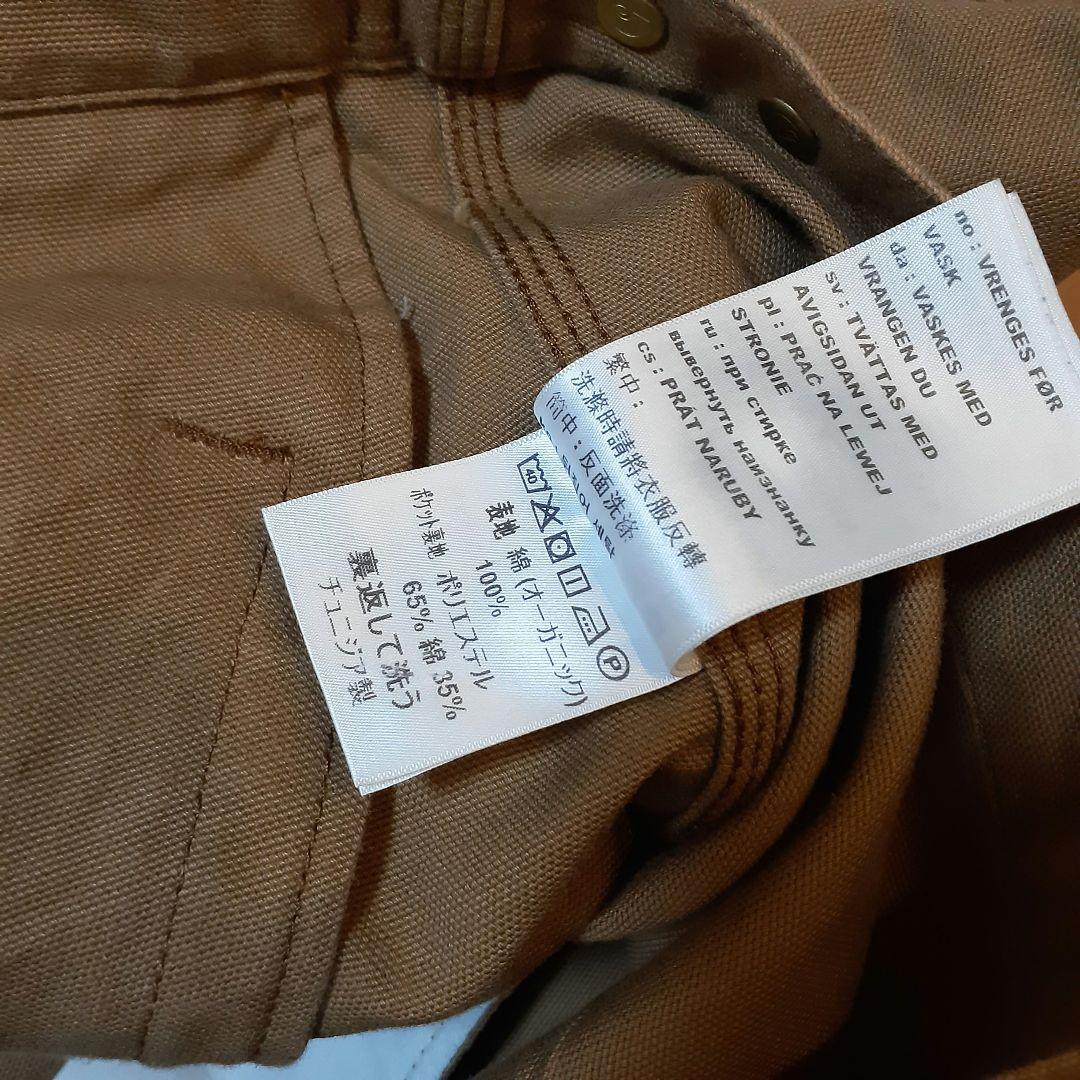 no : VRENGES FØR
VASK
da : VASKES MED
VRANGEN DU
sv : TVÄTTAS MED
AVIGSIDAN UT
pl : PRAĆ NA LEWEJ
STRONIE
ru : при стирке
вывернуть наизнанку
cs : PRÁT NARUBY
繁中 :
洗滌時請將衣服反轉
简中 : 反面洗涤
40
P
表地 綿 (オーガニック)
100%
ポケット裏地 ポリエステル
65% 綿 35%
裏返して洗う
チュニジア製